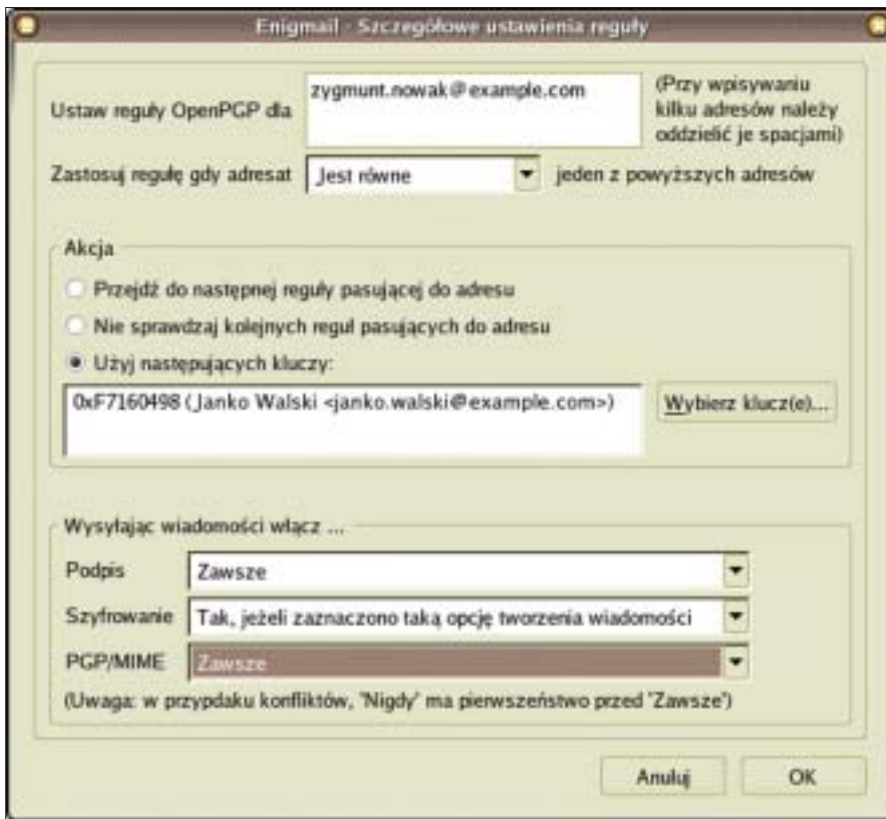 Enigmail - Szczegółowe ustawienia reguły
Ustaw reguły OpenPGP dla
zygmunt.nowak@example.com
(Przy wpisywaniu
kilku adresów należy
oddzielić je spacjami)
Zastosuj regułę gdy adresat
Jest równe
jeden z powyższych adresów
Akcja
Przejdź do następnej reguły pasującej do adresu
Nie sprawdzaj kolejnych reguł pasujących do adresu
Użyj następujących kluczy:
0xF7160498 (Janko Walski <janko.walski@example.com>)
Wybierz klucz(e)...
Wysyłając wiadomości włącz ...
Podpis
Zawsze
Szyfrowanie
Tak, jeżeli zaznaczono taką opcję tworzenia wiadomości
PGP/MIME
Zawsze
(Uwaga: w przypdaku konfliktów, "Nigdy" ma pierwszeństwo przed "Zawsze")
Anuluj
OK